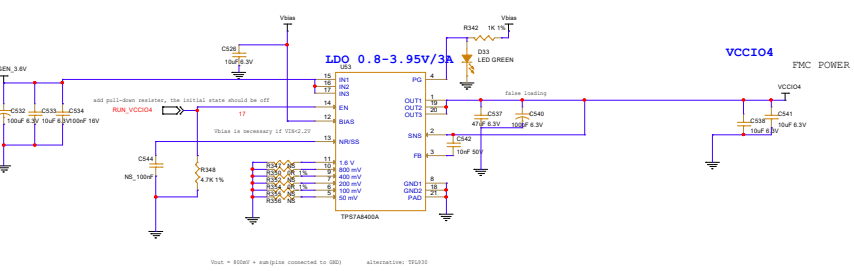 Vbias
Vbias
R342
1K 1%
C526
10uF 6.3V
LDO 0.8-3.95V/3A
U53
D33
LED GREEN
VCCIO4
FMC POWER
GEN_3.6V
15 IN1
16 IN2
17 IN3
PG 4
false loading
VCCIO4
add pull-down resistor, the initial state should be off
RUN_VCCIO4
17
14 EN
12 BIAS
OUT1 1
OUT2 19
OUT3 20
C532
100uF 6.3V
C533
10uF 6.3V
C534
100nF 16V
C537
47uF 6.3V
C540
100pF 6.3V
C538
10uF 6.3V
C541
10uF 6.3V
Vbias is necessary if VIN<2.2V
13 NR/SS
SNS 2
C542
10nF 50V
FB 3
C544
NS_100nF
R348
4.7K 1%
11 1.6 V
10 800 mV
9 400 mV
7 200 mV
6 100 mV
5 50 mV
GND1 8
GND2 18
PAD 21
TPS7A8400A
Vout = 800mV + sum(pins connected to GND)
alternative: TPL930